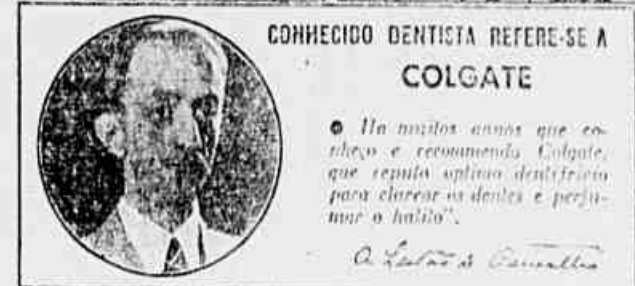 CONHECIDO DENTISTA REFERE-SE A
COLGATE
Ha muitos annos que co-
nheço e recommendo Colgate,
que reputo optimo dentifricio
para clarear os dentes e perfu-
mar o halito".